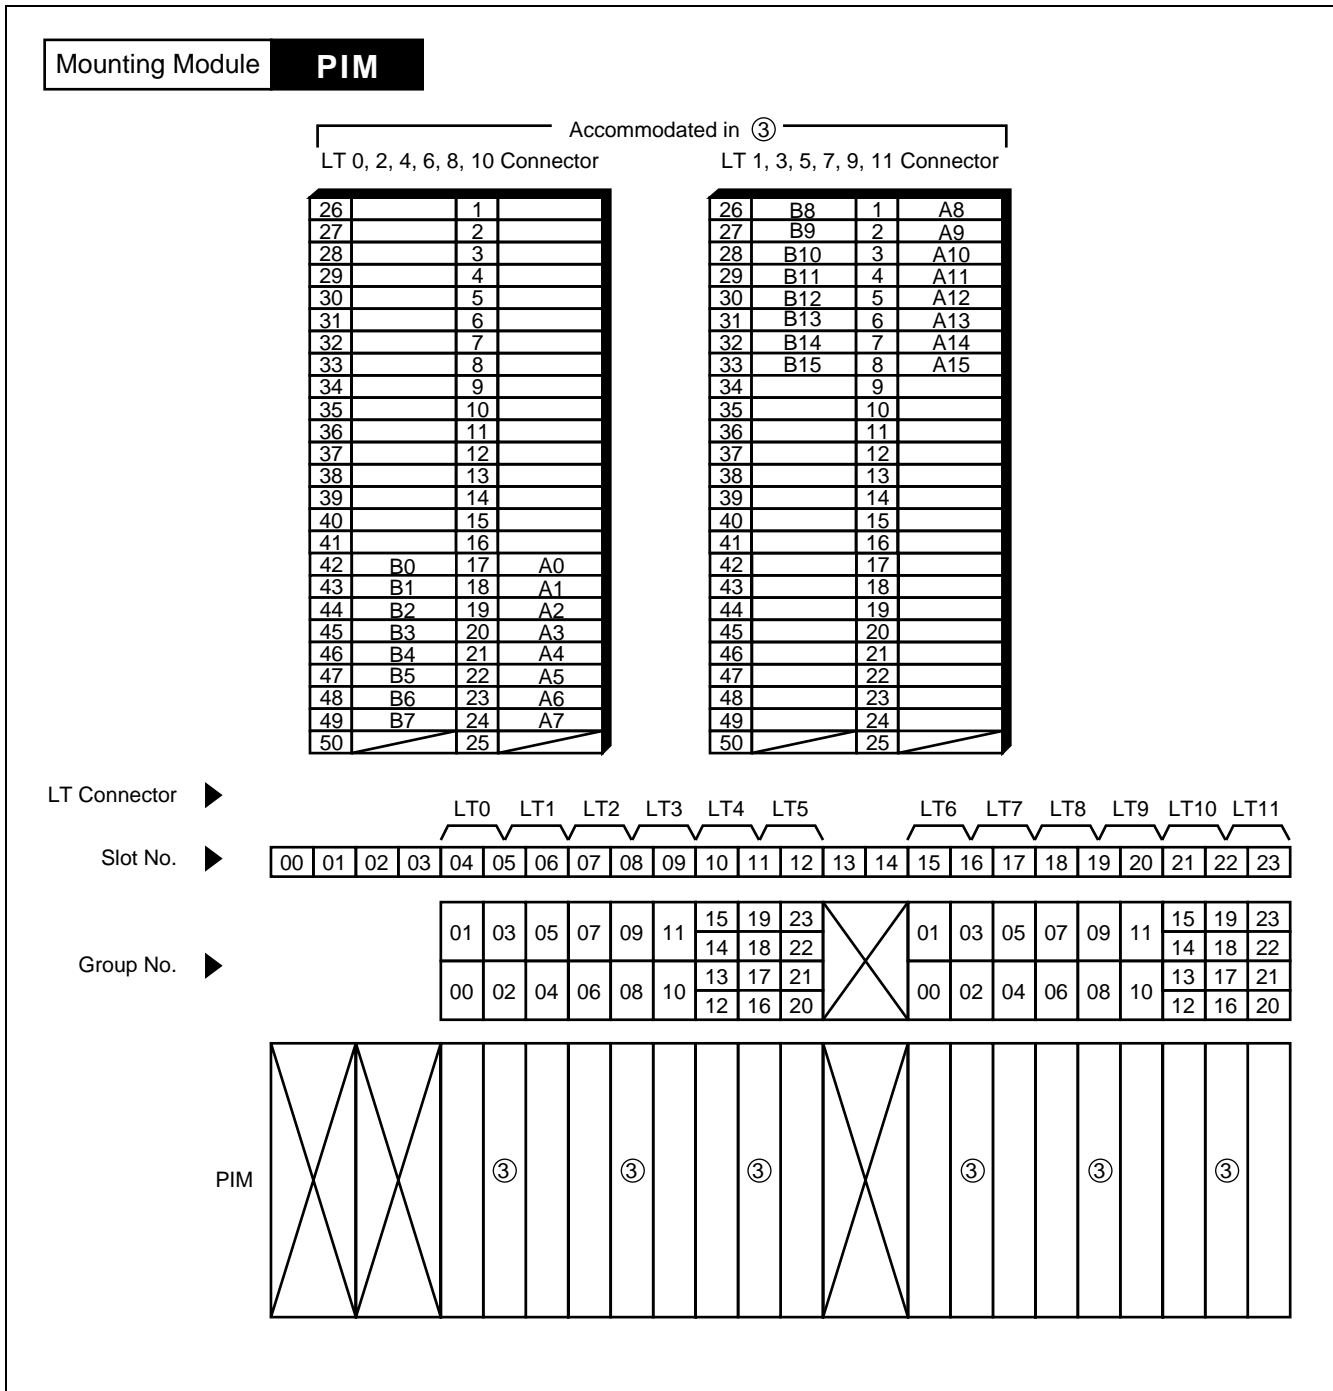 Mounting Module PIM
Accommodated in ③
LT 0, 2, 4, 6, 8, 10 Connector
26 1
27 2
28 3
29 4
30 5
31 6
32 7
33 8
34 9
35 10
36 11
37 12
38 13
39 14
40 15
41 16
42 B0 17 A0
43 B1 18 A1
44 B2 19 A2
45 B3 20 A3
46 B4 21 A4
47 B5 22 A5
48 B6 23 A6
49 B7 24 A7
50 25
LT 1, 3, 5, 7, 9, 11 Connector
26 B8 1 A8
27 B9 2 A9
28 B10 3 A10
29 B11 4 A11
30 B12 5 A12
31 B13 6 A13
32 B14 7 A14
33 B15 8 A15
34 9
35 10
36 11
37 12
38 13
39 14
40 15
41 16
42 17
43 18
44 19
45 20
46 21
47 22
48 23
49 24
50 25
LT Connector LT0 LT1 LT2 LT3 LT4 LT5 LT6 LT7 LT8 LT9 LT10 LT11
Slot No. 00 01 02 03 04 05 06 07 08 09 10 11 12 13 14 15 16 17 18 19 20 21 22 23
Group No.
01 03 05 07 09 11 15 19 23 01 03 05 07 09 11 15 19 23
14 18 22 14 18 22
00 02 04 06 08 10 13 17 21 00 02 04 06 08 10 13 17 21
12 16 20 12 16 20
PIM ③ ③ ③ ③ ③ ③